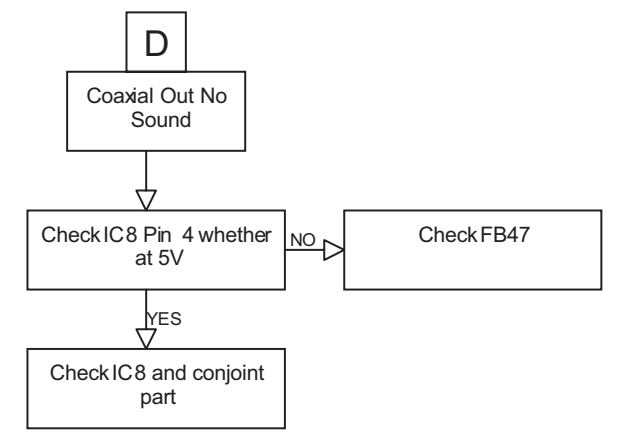 D
Coaxial Out No
Sound
Check IC8 Pin 4 whether
at 5V
NO
Check FB47
YES
Check IC8 and conjoint
part